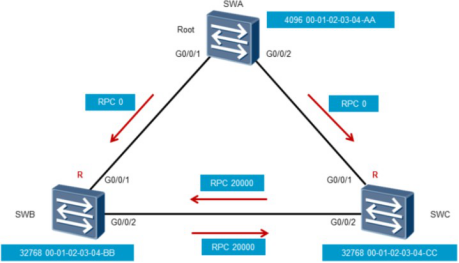 SWA
4096 00-01-02-03-04-AA
Root
G0/0/1
G0/0/2
RPC 0
RPC 0
R
R
G0/0/1
G0/0/1
RPC 20000
SWB
G0/0/2
G0/0/2
SWC
RPC 20000
32768 00-01-02-03-04-BB
32768 00-01-02-03-04-CC